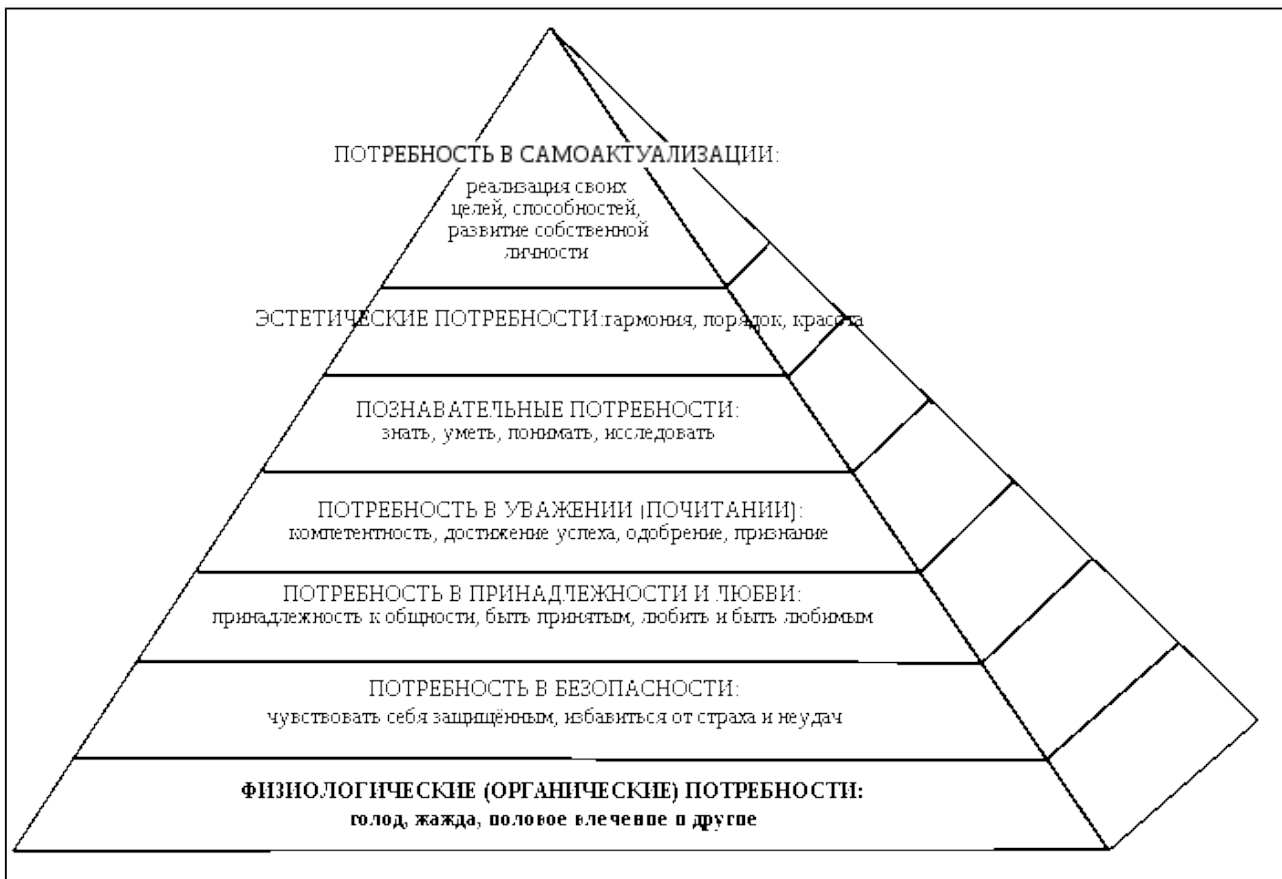 ПОТРЕБНОСТЬ В САМОАКТУАЛИЗАЦИИ:
реализация своих
целей, способностей,
развитие собственной
личности
ЭСТЕТИЧЕСКИЕ ПОТРЕБНОСТИ:гармония, порядок, красота
ПОЗНАВАТЕЛЬНЫЕ ПОТРЕБНОСТИ:
знать, уметь, понимать, исследовать
ПОТРЕБНОСТЬ В УВАЖЕНИИ (ПОЧИТАНИИ):
компетентность, достижение успеха, одобрение, признание
ПОТРЕБНОСТЬ В ПРИНАДЛЕЖНОСТИ И ЛЮБВИ:
принадлежность к общности, быть принятым, любить и быть любимым
ПОТРЕБНОСТЬ В БЕЗОПАСНОСТИ:
чувствовать себя защищённым, избавиться от страха и неудач
ФИЗИОЛОГИЧЕСКИЕ (ОРГАНИЧЕСКИЕ) ПОТРЕБНОСТИ:
голод, жажда, половое влечение и другие